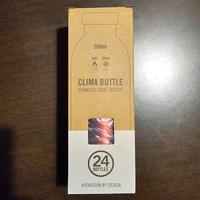 500ml
CLIMA BOTTLE
STAINLESS STEEL BOTTLE
24
BOTTLES
HYDRATION BY DESIGN